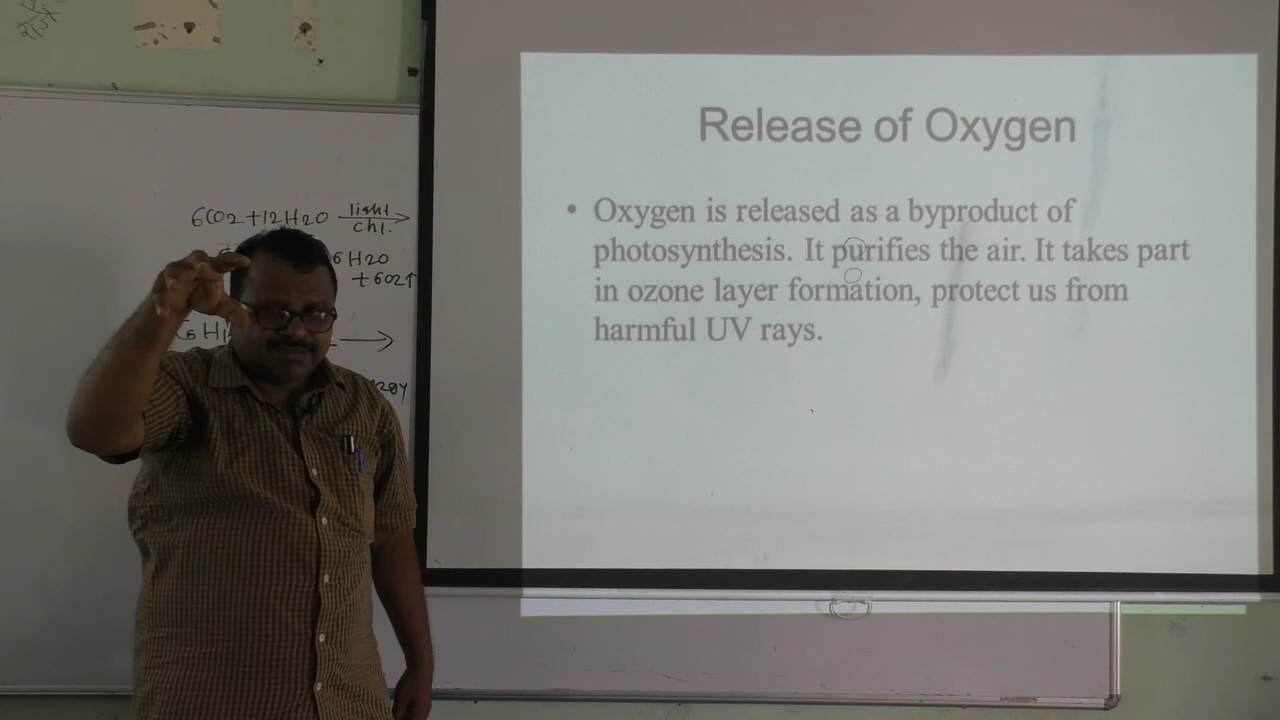 6CO2+12H2O light
chl.
6H2O
+6O2↑
Release of Oxygen
• Oxygen is released as a byproduct of
photosynthesis. It purifies the air. It takes part
in ozone layer formation, protect us from
harmful UV rays.